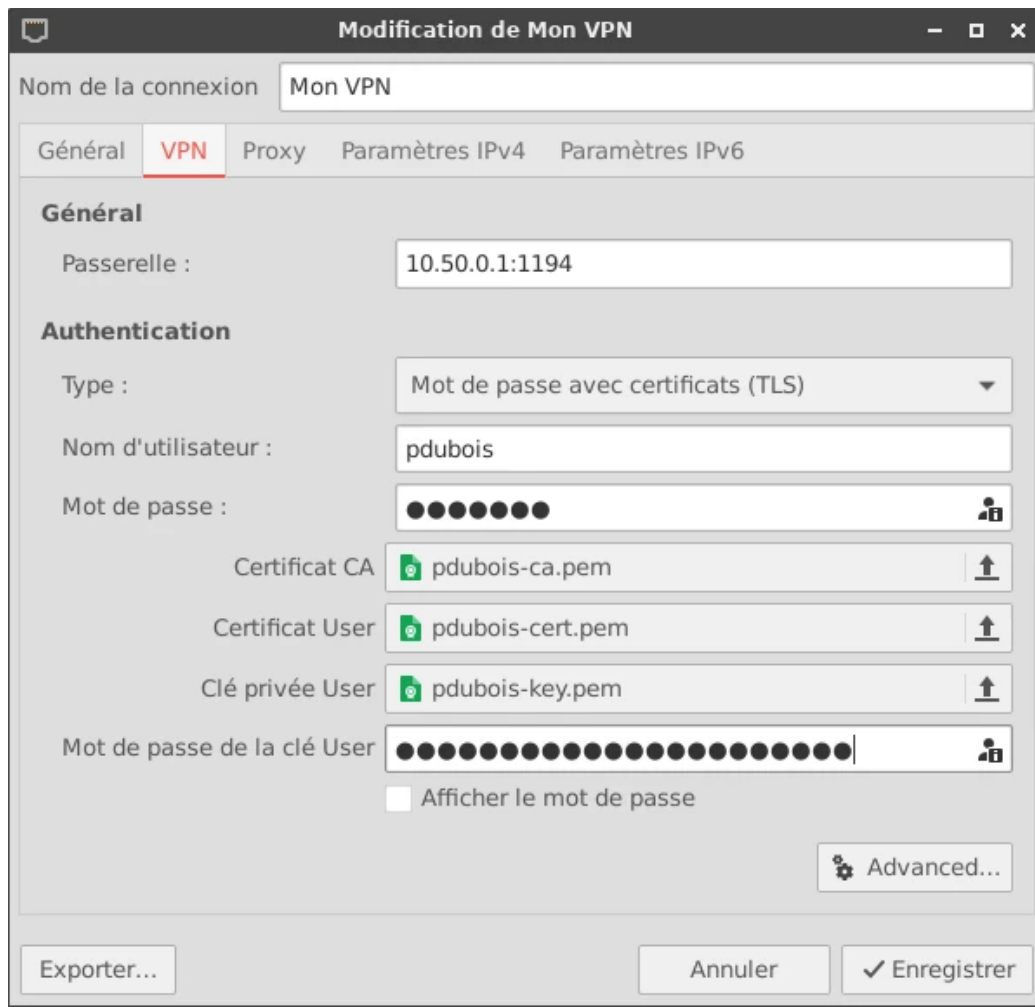 Modification de Mon VPN
Nom de la connexion Mon VPN
Général VPN Proxy Paramètres IPv4 Paramètres IPv6
Général
Passerelle : 10.50.0.1:1194
Authentication
Type : Mot de passe avec certificats (TLS)
Nom d'utilisateur : pdubois
Mot de passe : ●●●●●●●
Certificat CA pdubois-ca.pem
Certificat User pdubois-cert.pem
Clé privée User pdubois-key.pem
Mot de passe de la clé User ●●●●●●●●●●●●●●●●●●●●●●
Afficher le mot de passe
Advanced...
Exporter... Annuler Enregistrer